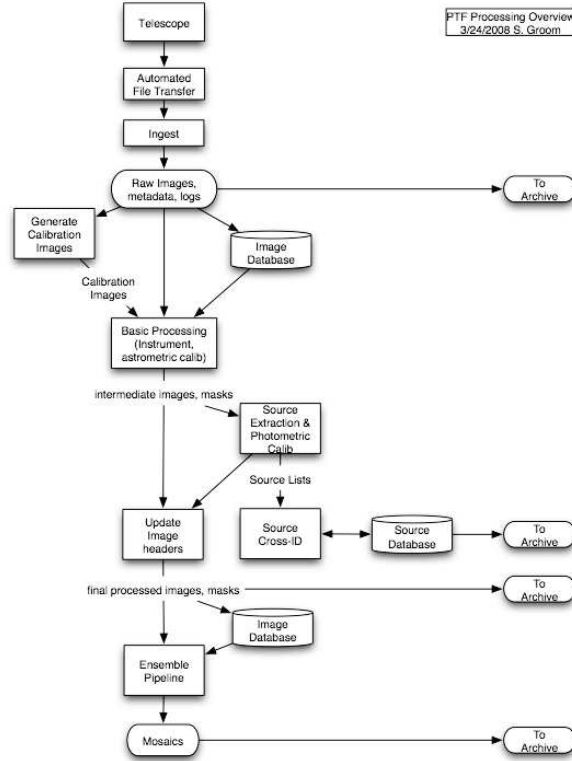 PTF Processing Overview
3/24/2008 S. Groom
Telescope
Automated
File Transfer
Ingest
Raw Images,
metadata, logs
To
Archive
Generate
Calibration
Images
Image
Database
Calibration
Images
Basic Processing
(Instrument,
astrometric calib)
intermediate images, masks
Source
Extraction &
Photometric
Calib
Source Lists
Update
Image
headers
Source
Cross-ID
Source
Database
To
Archive
final processed images, masks
To
Archive
Image
Database
Ensemble
Pipeline
Mosaics
To
Archive